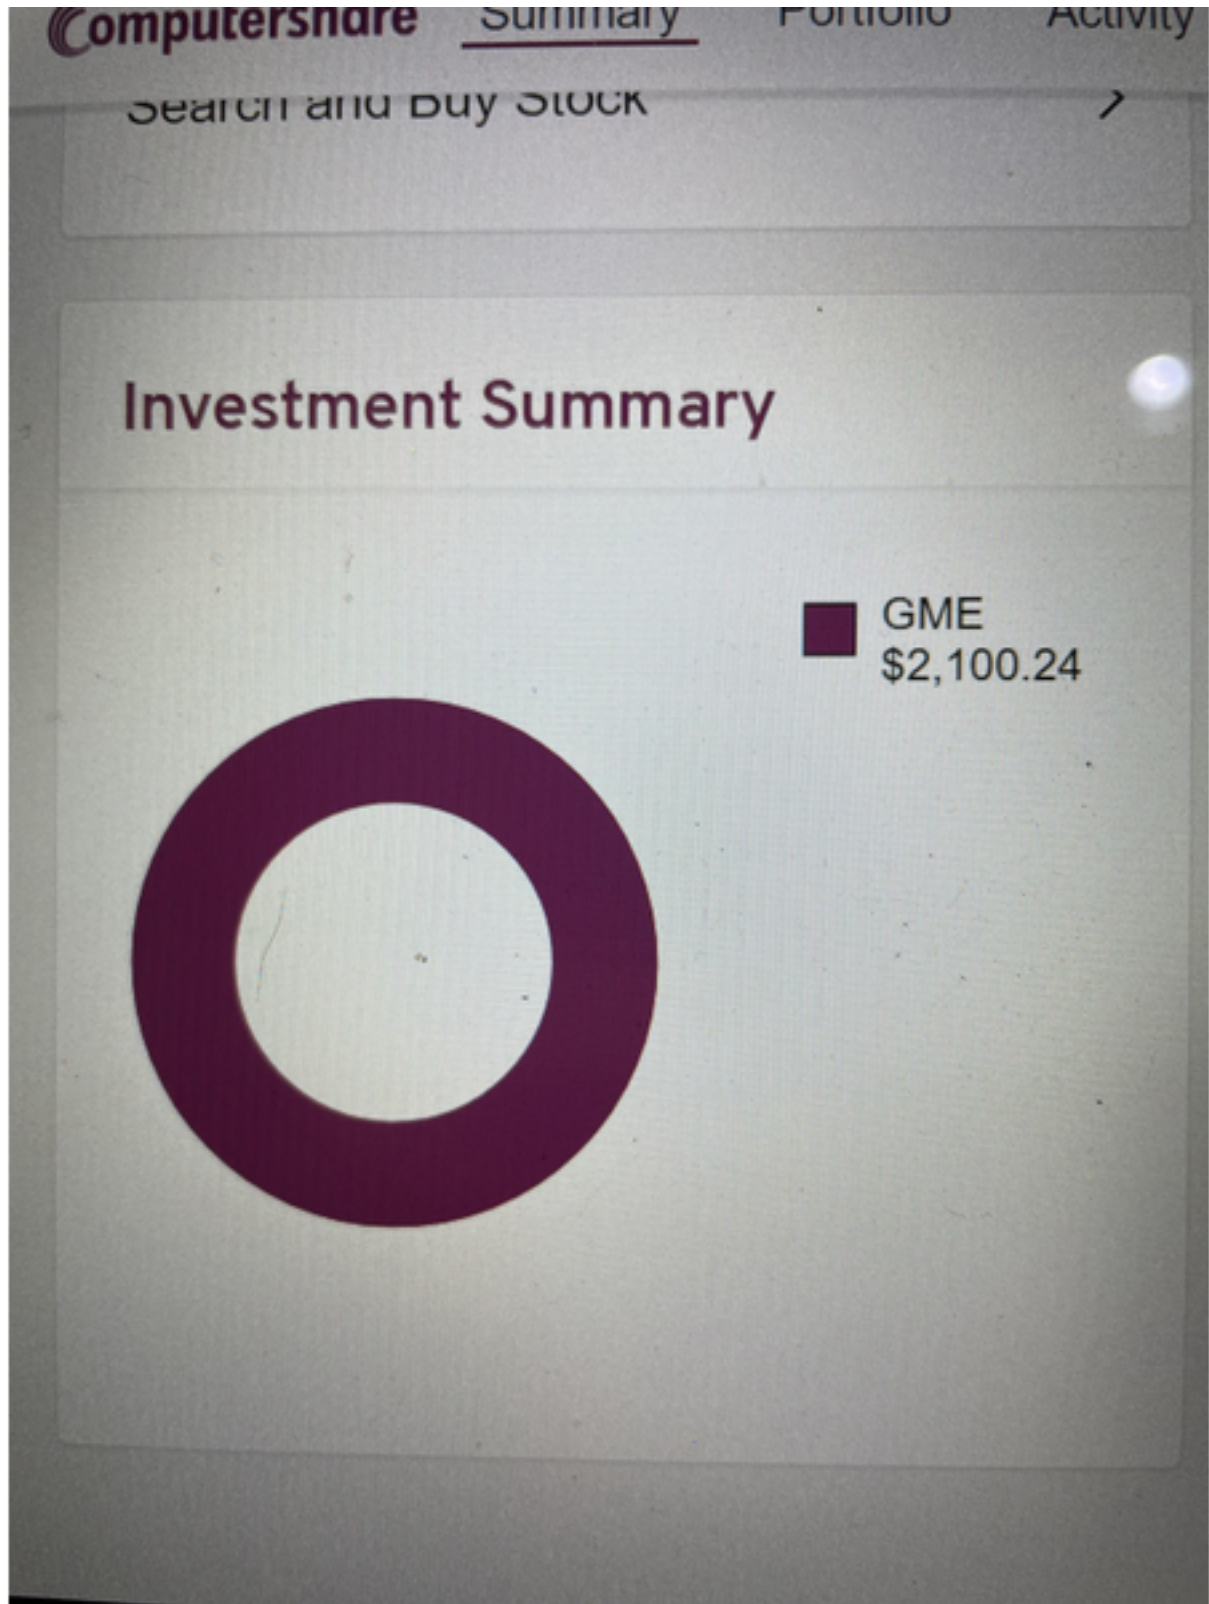 Computershare Summary Portfolio Activity
Search and Buy Stock
Investment Summary
GME
$2,100.24